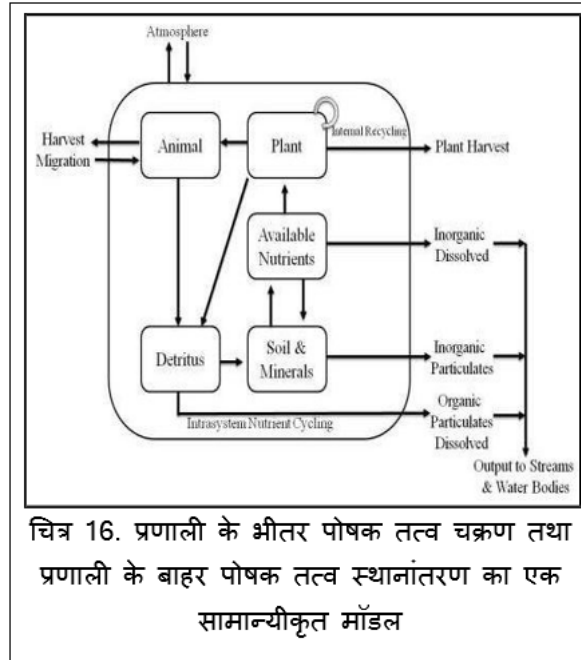 Atmosphere
Harvest
Migration
Animal
Plant
Internal Recycling
Plant Harvest
Available
Nutrients
Inorganic
Dissolved
Detritus
Soil &
Minerals
Inorganic
Particulates
Intrasystem Nutrient Cycling
Organic
Particulates
Dissolved
Output to Streams
& Water Bodies
चित्र 16. प्रणाली के भीतर पोषक तत्व चक्रण तथा
प्रणाली के बाहर पोषक तत्व स्थानांतरण का एक
सामान्यीकृत मॉडल